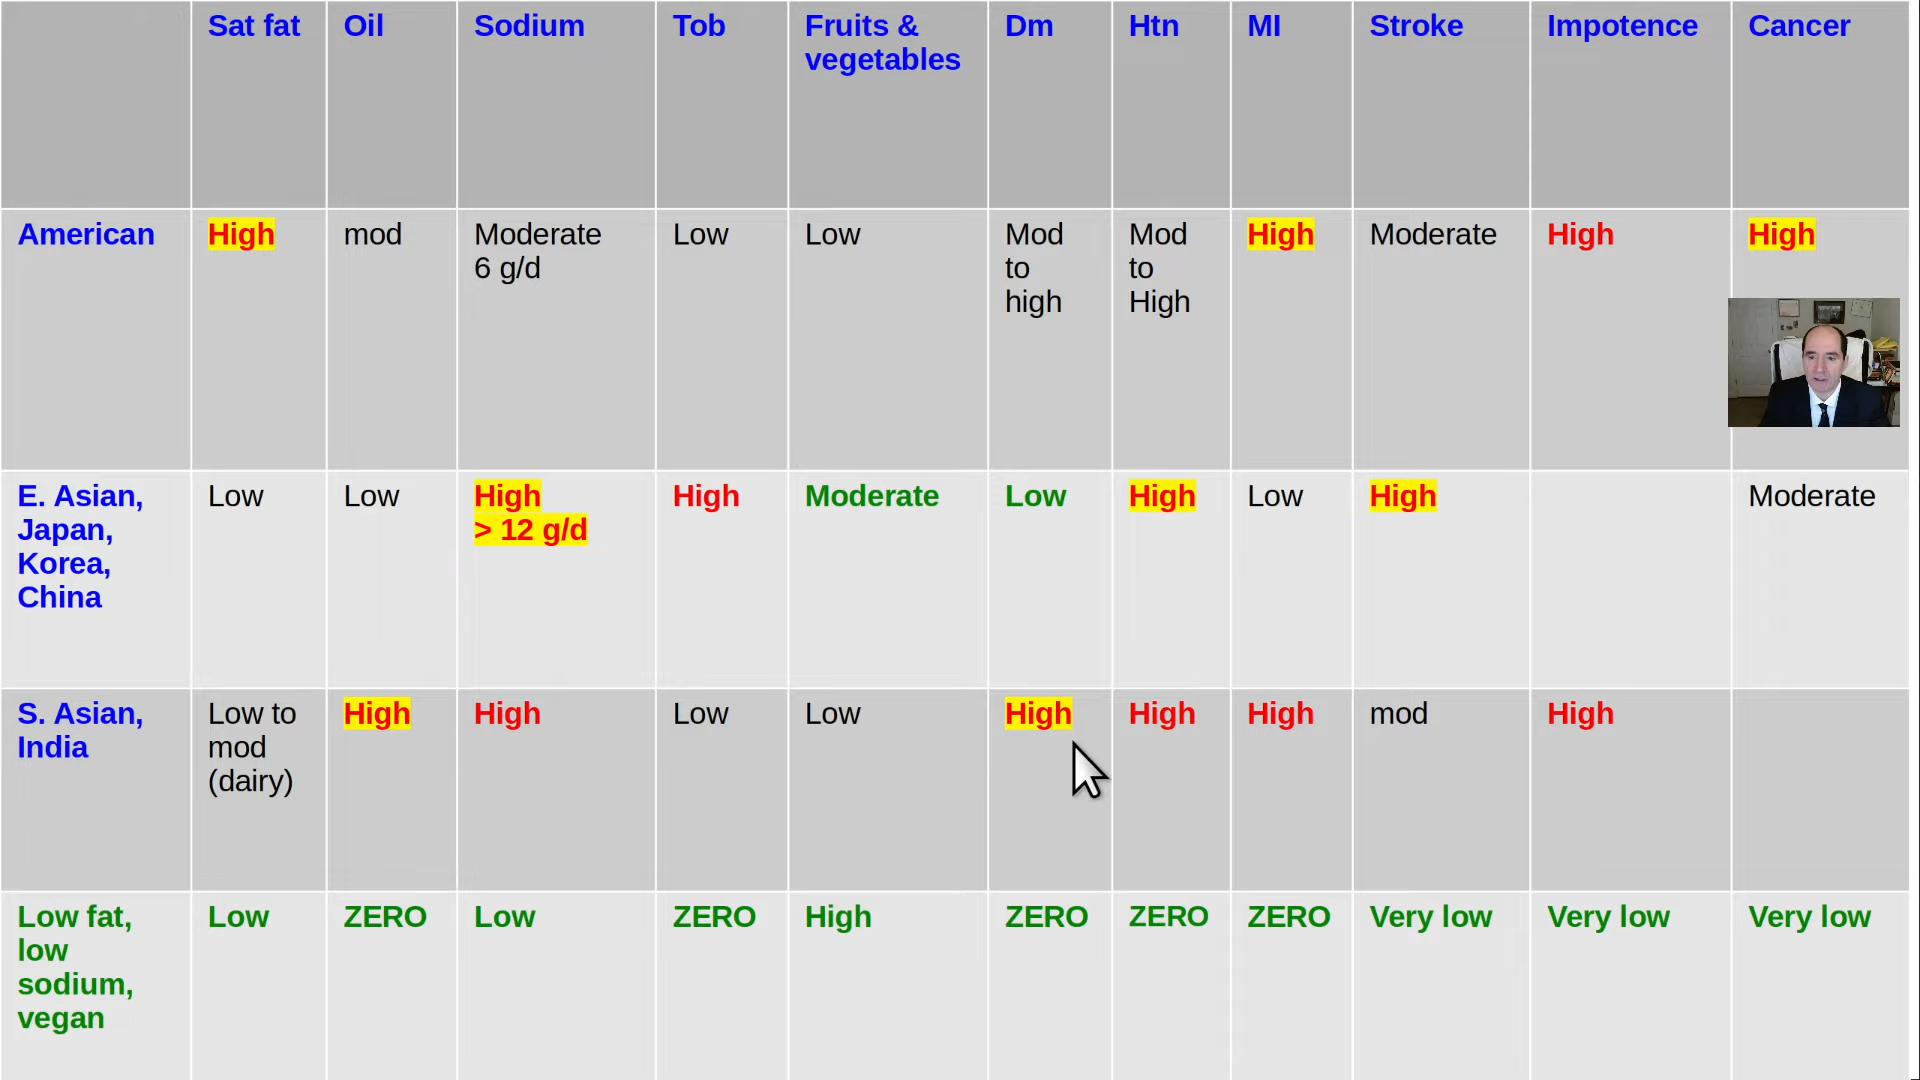 Sat fat Oil Sodium Tob Fruits & Dm Htn MI Stroke Impotence Cancer
vegetables
American High mod Moderate Low Low Mod Mod High Moderate High High
6 g/d to to
high High
E. Asian, Low Low High High Moderate Low High Low High Moderate
Japan, > 12 g/d
Korea,
China
S. Asian, Low to High High Low Low High High High mod High
India mod
(dairy)
Low fat, Low ZERO Low ZERO High ZERO ZERO ZERO Very low Very low Very low
low
sodium,
vegan